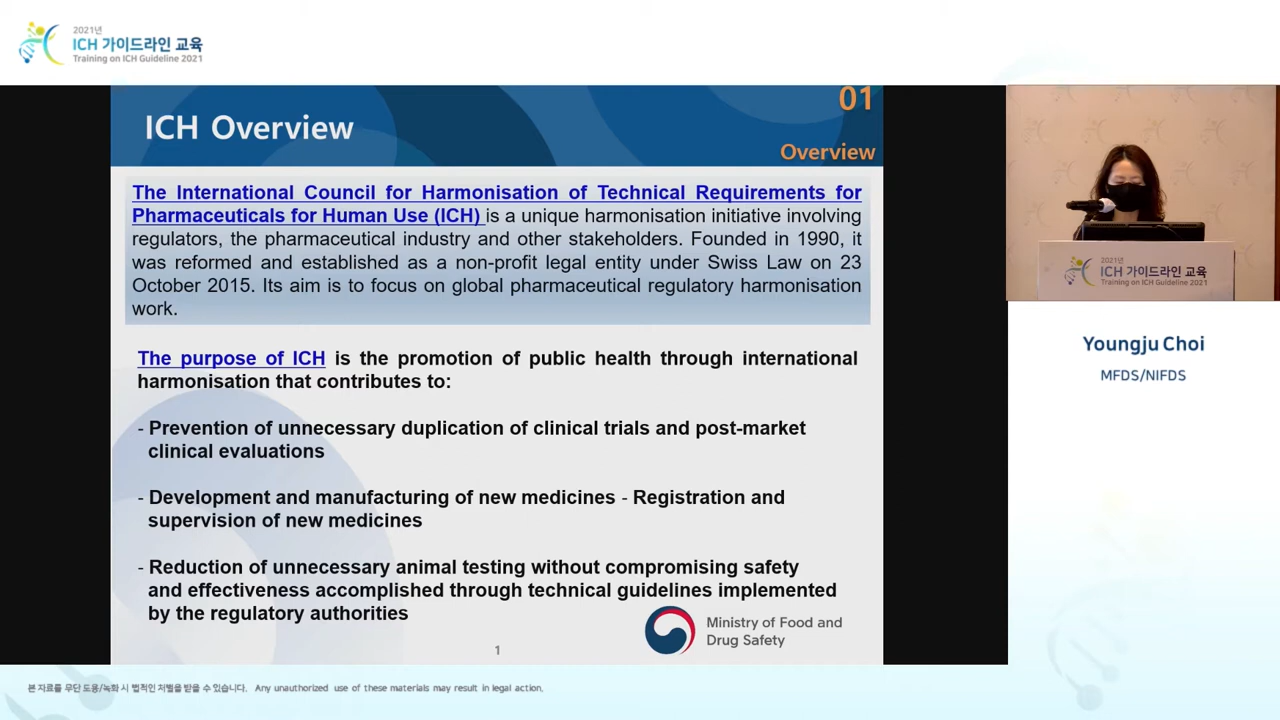 2021년
ICH 가이드라인 교육
Training on ICH Guideline 2021
01
ICH Overview
Overview
The International Council for Harmonisation of Technical Requirements for
Pharmaceuticals for Human Use (ICH) is a unique harmonisation initiative involving
regulators, the pharmaceutical industry and other stakeholders. Founded in 1990, it
was reformed and established as a non-profit legal entity under Swiss Law on 23
October 2015. Its aim is to focus on global pharmaceutical regulatory harmonisation
work.
The purpose of ICH is the promotion of public health through international
harmonisation that contributes to:
- Prevention of unnecessary duplication of clinical trials and post-market
clinical evaluations
- Development and manufacturing of new medicines - Registration and
supervision of new medicines
- Reduction of unnecessary animal testing without compromising safety
and effectiveness accomplished through technical guidelines implemented
by the regulatory authorities
Ministry of Food and
Drug Safety
1
2021년
ICH 가이드라인 교육
Training on ICH Guideline 2021
Youngju Choi
MFDS/NIFDS
본 자료를 무단 도용/녹화 시 법적인 처벌을 받을 수 있습니다. Any unauthorized use of these materials may result in legal action.